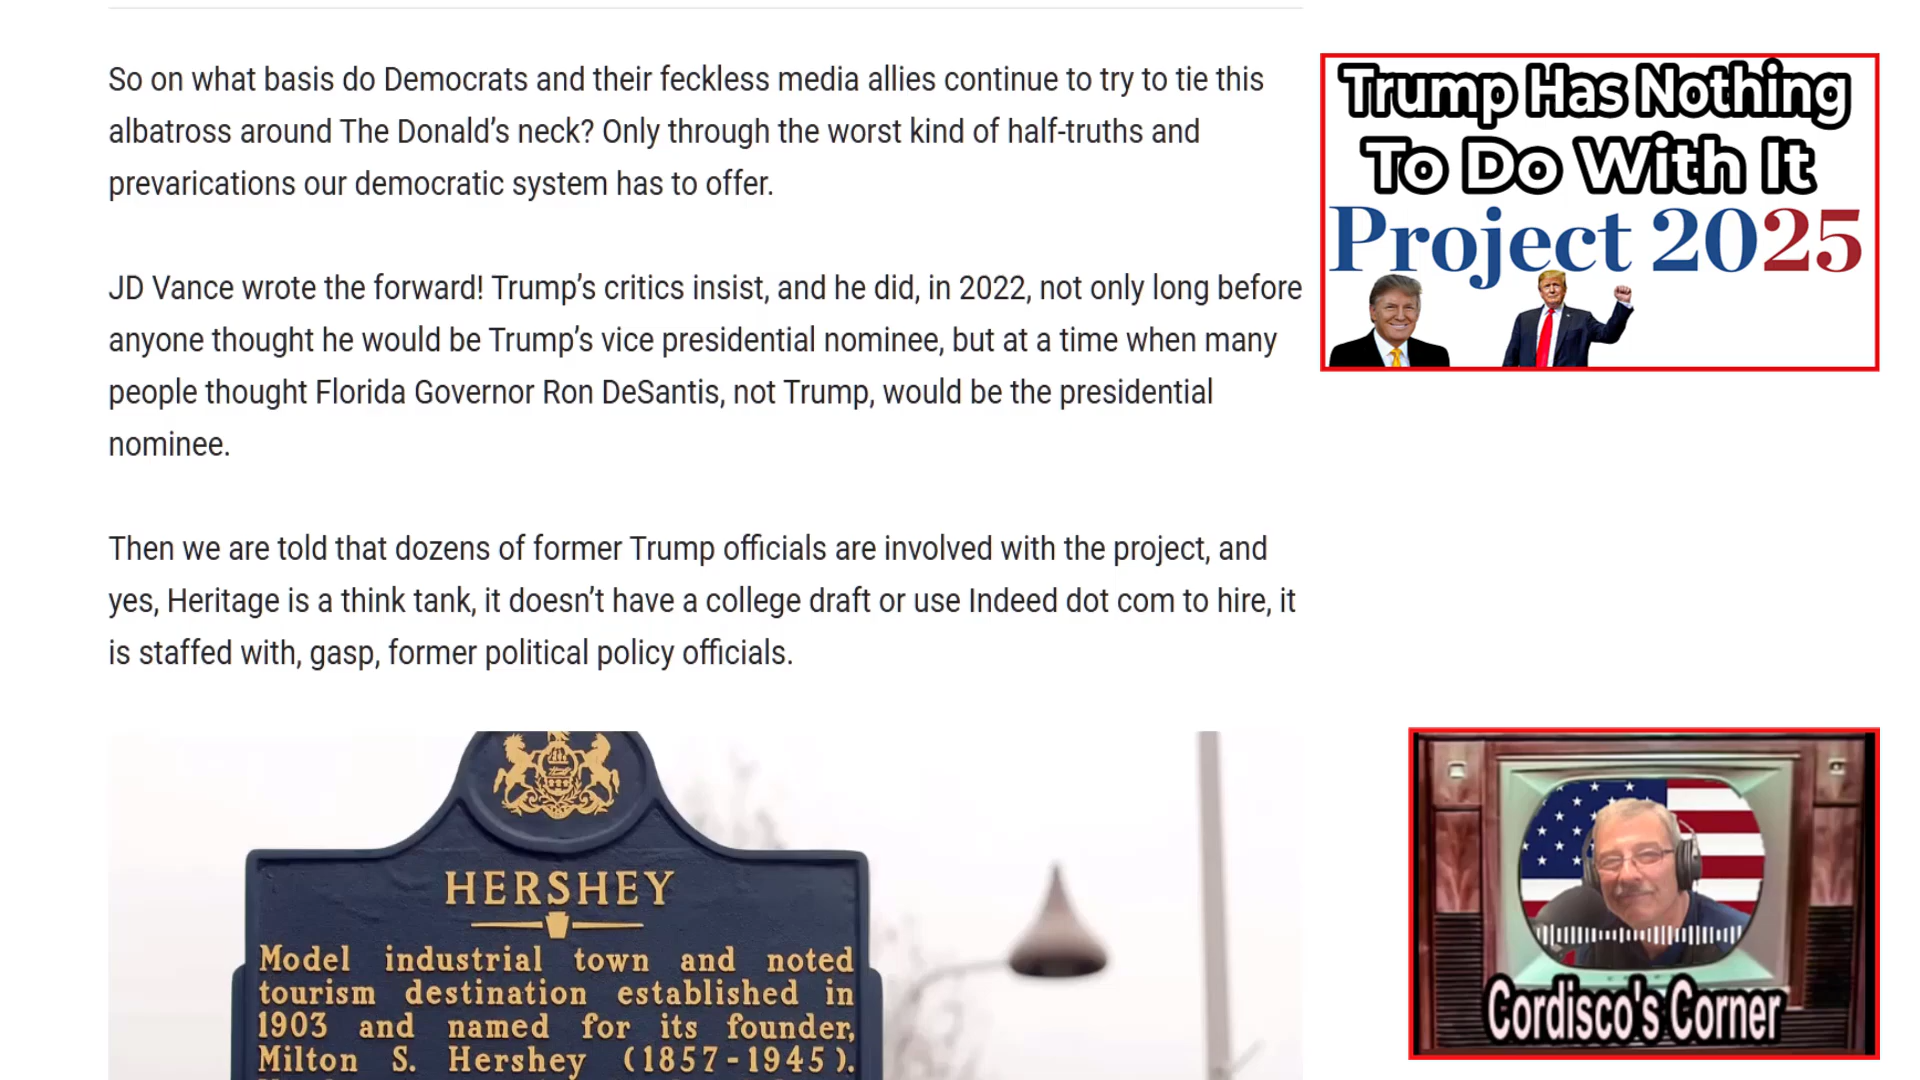 So on what basis do Democrats and their feckless media allies continue to try to tie this
albatross around The Donald’s neck? Only through the worst kind of half-truths and
prevarications our democratic system has to offer.
JD Vance wrote the forward! Trump’s critics insist, and he did, in 2022, not only long before
anyone thought he would be Trump’s vice presidential nominee, but at a time when many
people thought Florida Governor Ron DeSantis, not Trump, would be the presidential
nominee.
Then we are told that dozens of former Trump officials are involved with the project, and
yes, Heritage is a think tank, it doesn’t have a college draft or use Indeed dot com to hire, it
is staffed with, gasp, former political policy officials.
HERSHEY
Model industrial town and noted
tourism destination established in
1903 and named for its founder,
Milton S. Hershey (1857-1945).
Trump Has Nothing
To Do With It
Project 2025
Cordisco's Corner